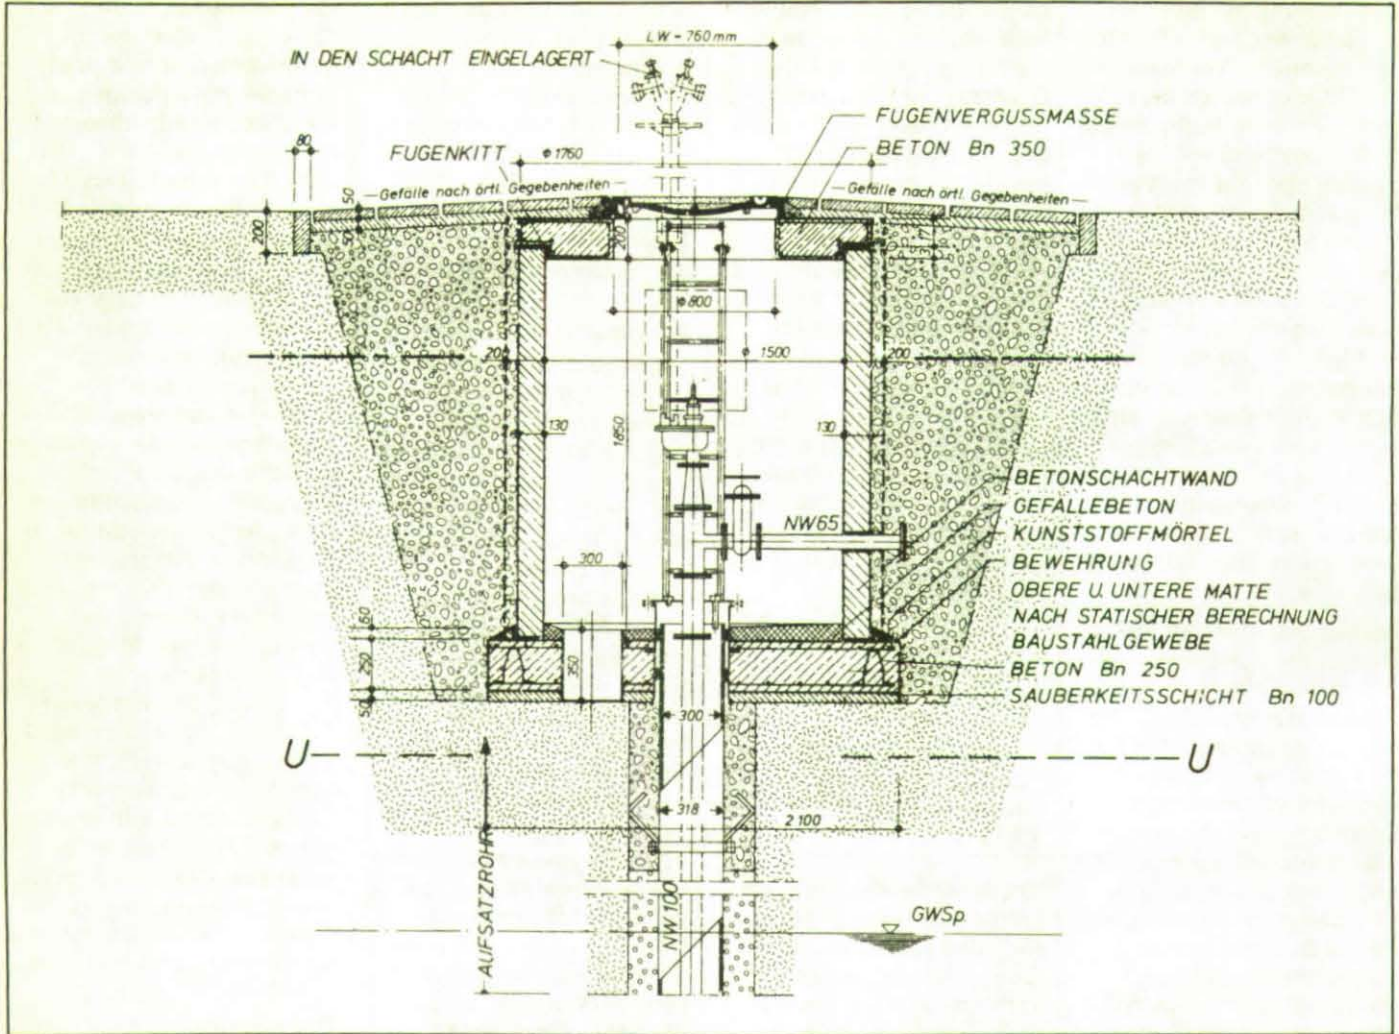 LW - 760 mm
IN DEN SCHACHT EINGELAGERT
FUGENVERGUSSMASSE
BETON Bn 350
80
FUGENKITT
ø 1760
50
Gefälle nach örtl. Gegebenheiten
Gefälle nach örtl. Gegebenheiten
200
50
200
ø 800
20
1500
200
130
1850
130
BETONSCHACHTWAND
GEFÄLLEBETON
NW 65
KUNSTSTOFFMÖRTEL
300
BEWEHRUNG
OBERE U. UNTERE MATTE
NACH STATISCHER BERECHNUNG
BAUSTAHLGEWEBE
250
350
BETON Bn 250
50
SAUBERKEITSSCHICHT Bn 100
300
U
U
318
2 100
AUFSATZROHR
NW 100
GWSp.